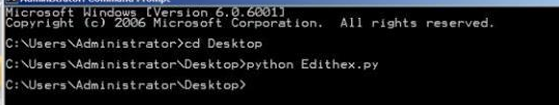 Microsoft Windows [Version 6.0.6001]
Copyright (c) 2006 Microsoft Corporation.  All rights reserved.
C:\Users\Administrator>cd Desktop
C:\Users\Administrator\Desktop>python Edithex.py
C:\Users\Administrator\Desktop>